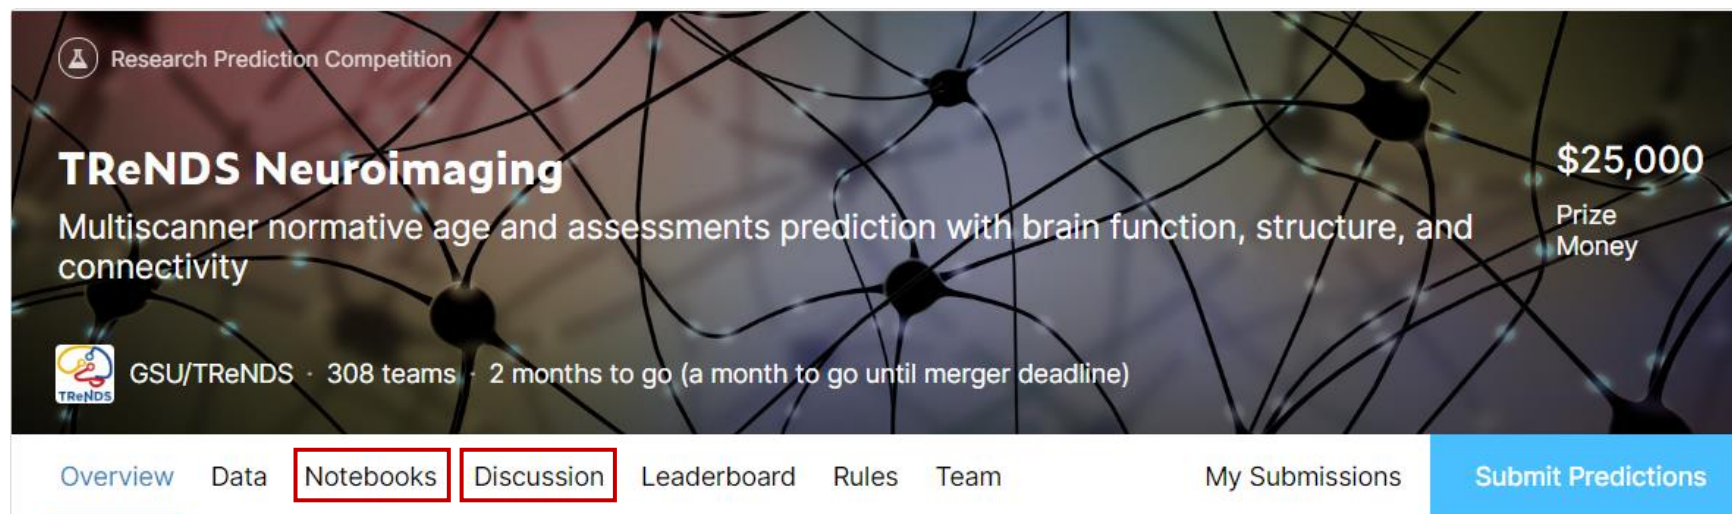 Research Prediction Competition
TReNDS Neuroimaging
$25,000
Multiscanner normative age and assessments prediction with brain function, structure, and
connectivity
Prize
Money
TReNDS
GSU/TReNDS · 308 teams · 2 months to go (a month to go until merger deadline)
Overview Data Notebooks Discussion Leaderboard Rules Team My Submissions Submit Predictions